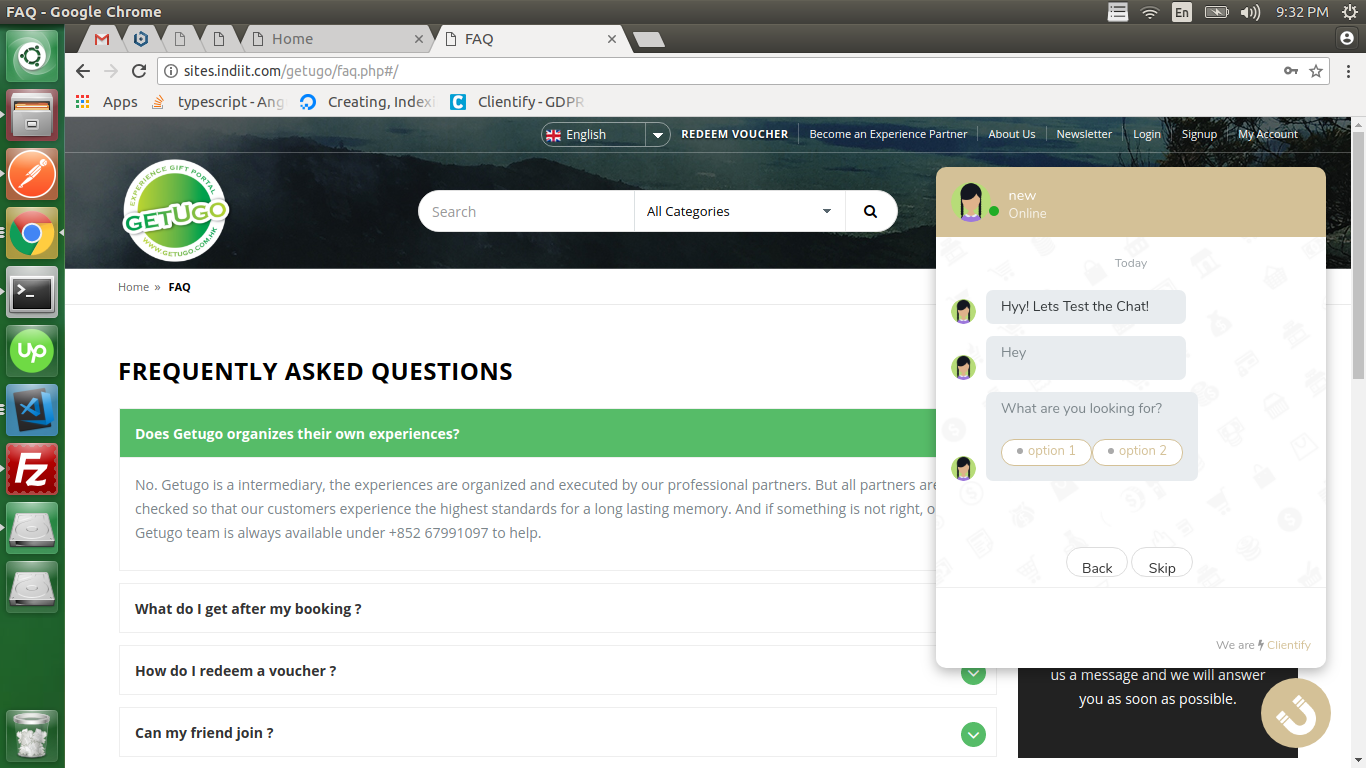 FAQ - Google Chrome
En
9:32 PM
Home
FAQ
sites.indiit.com/getugo/faq.php#/
Apps
typescript - Ang
Creating, Indexi
Clientify - GDPR
English
REDEEM VOUCHER
Become an Experience Partner
About Us
Newsletter
Login
Signup
My Account
EXPERIENCE GIFT PORTAL
GETUGO
WWW.GETUGO.COM.HK
Search
All Categories
Home » FAQ
FREQUENTLY ASKED QUESTIONS
Does Getugo organizes their own experiences?
No. Getugo is a intermediary, the experiences are organized and executed by our professional partners. But all partners are
checked so that our customers experience the highest standards for a long lasting memory. And if something is not right, o
Getugo team is always available under +852 67991097 to help.
What do I get after my booking ?
How do I redeem a voucher ?
Can my friend join ?
new
Online
Today
Hyy! Lets Test the Chat!
Hey
What are you looking for?
option 1
option 2
Back
Skip
We are Clientify
us a message and we will answer
you as soon as possible.
Up
Fz